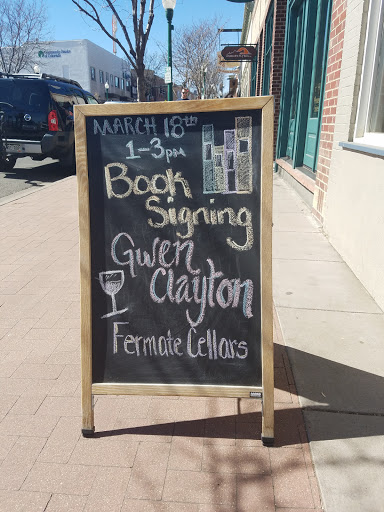 MARCH 18th
1-3pm
Book
Signing
Gwen
Clayton
Fermate Cellars